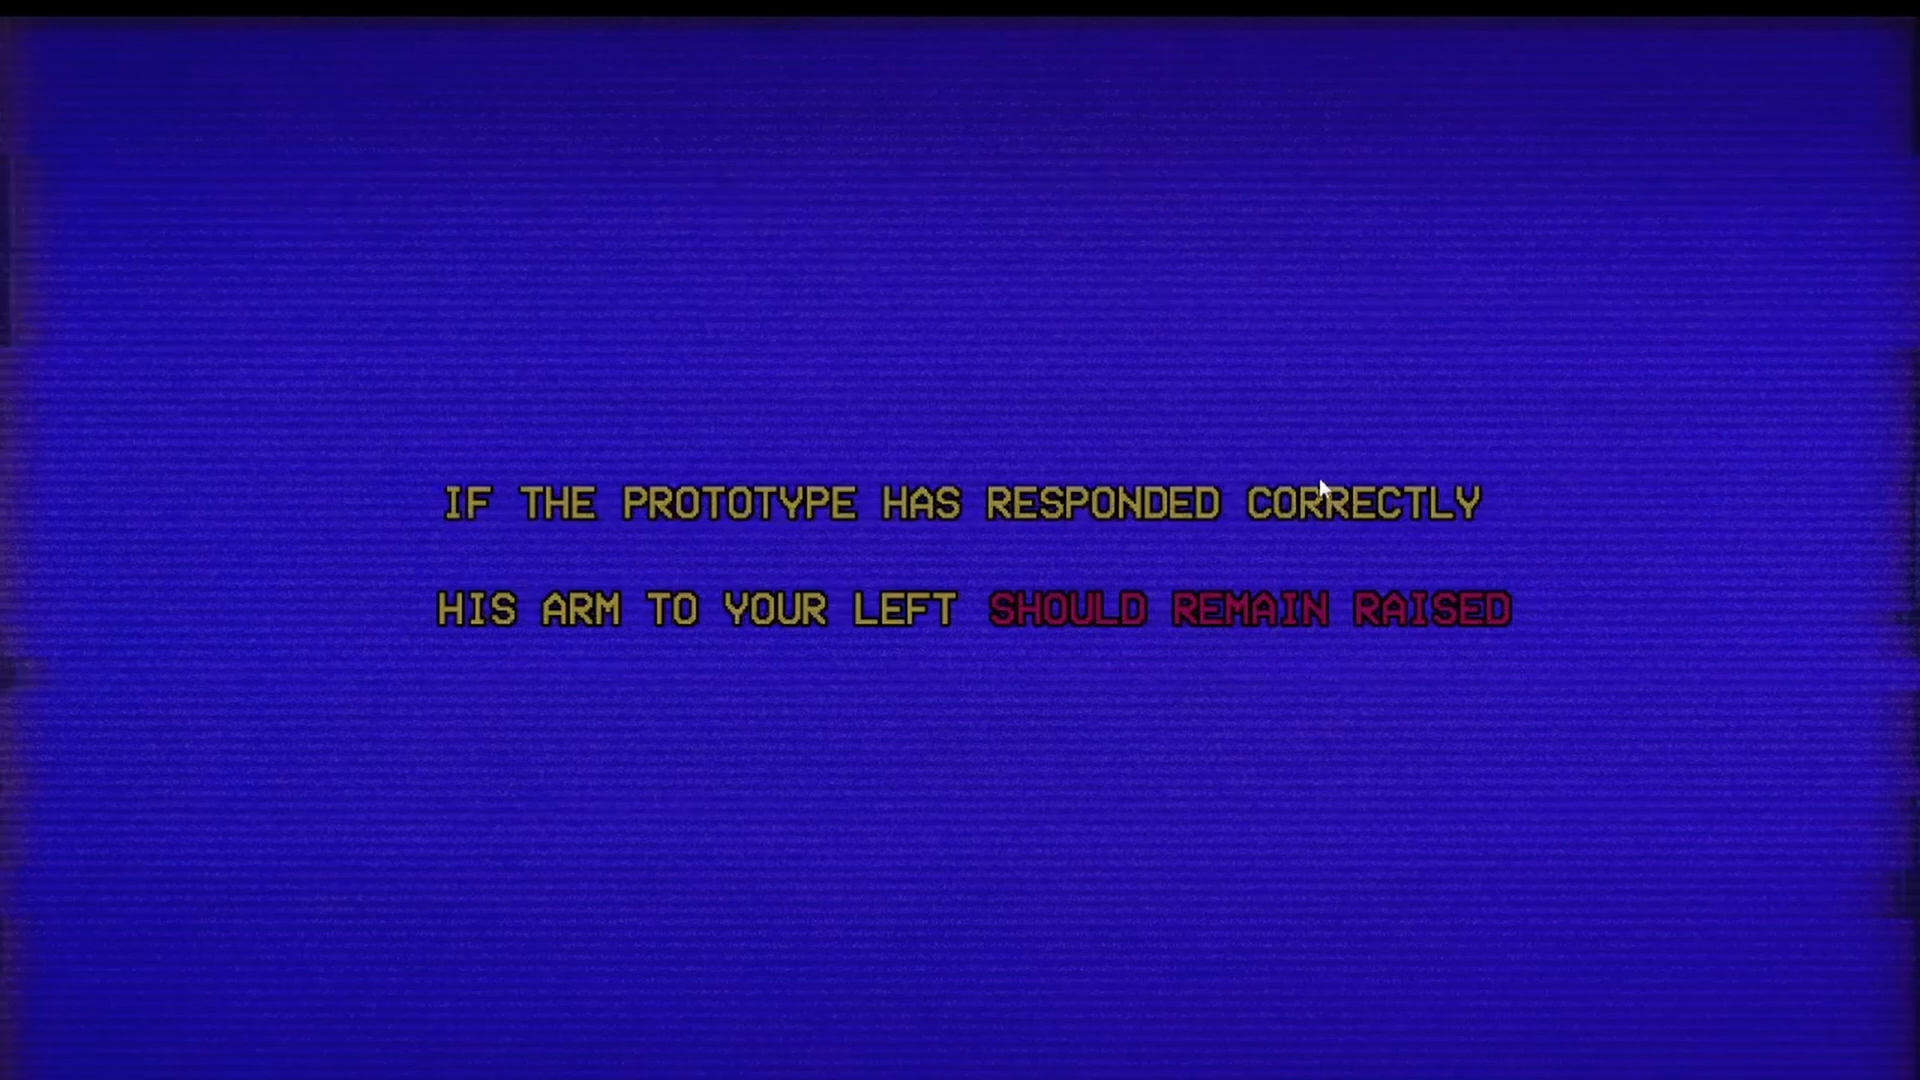 IF THE PROTOTYPE HAS RESPONDED CORRECTLY
HIS ARM TO YOUR LEFT SHOULD REMAIN RAISED